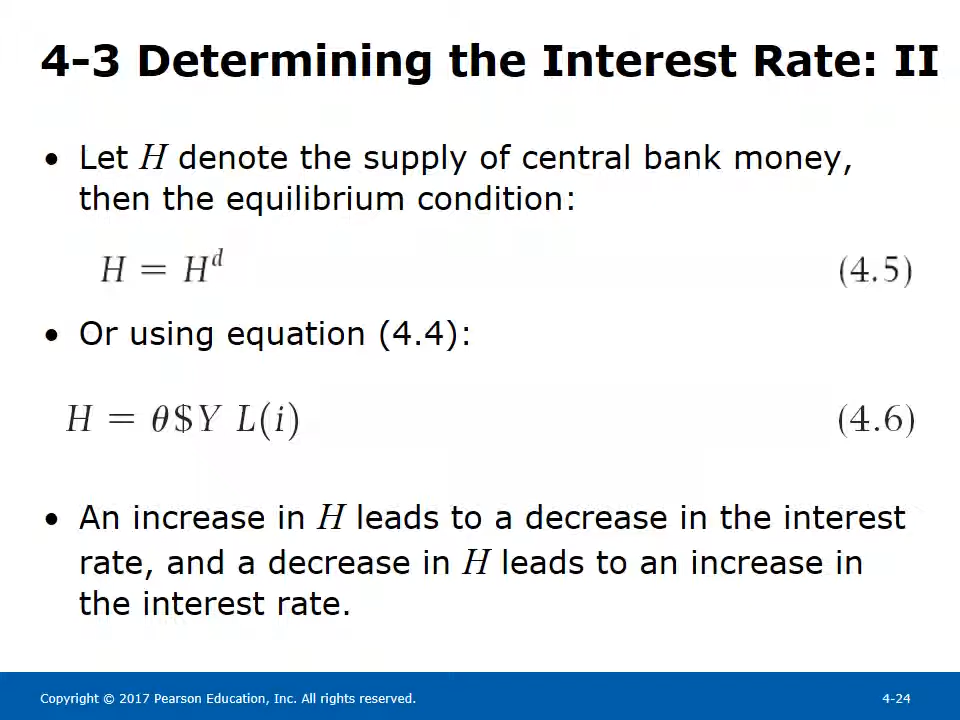 4-3 Determining the Interest Rate: II
• Let H denote the supply of central bank money,
then the equilibrium condition:
H = Hᵈ (4.5)
• Or using equation (4.4):
H = θ$Y L(i) (4.6)
• An increase in H leads to a decrease in the interest
rate, and a decrease in H leads to an increase in
the interest rate.
Copyright © 2017 Pearson Education, Inc. All rights reserved. 4-24